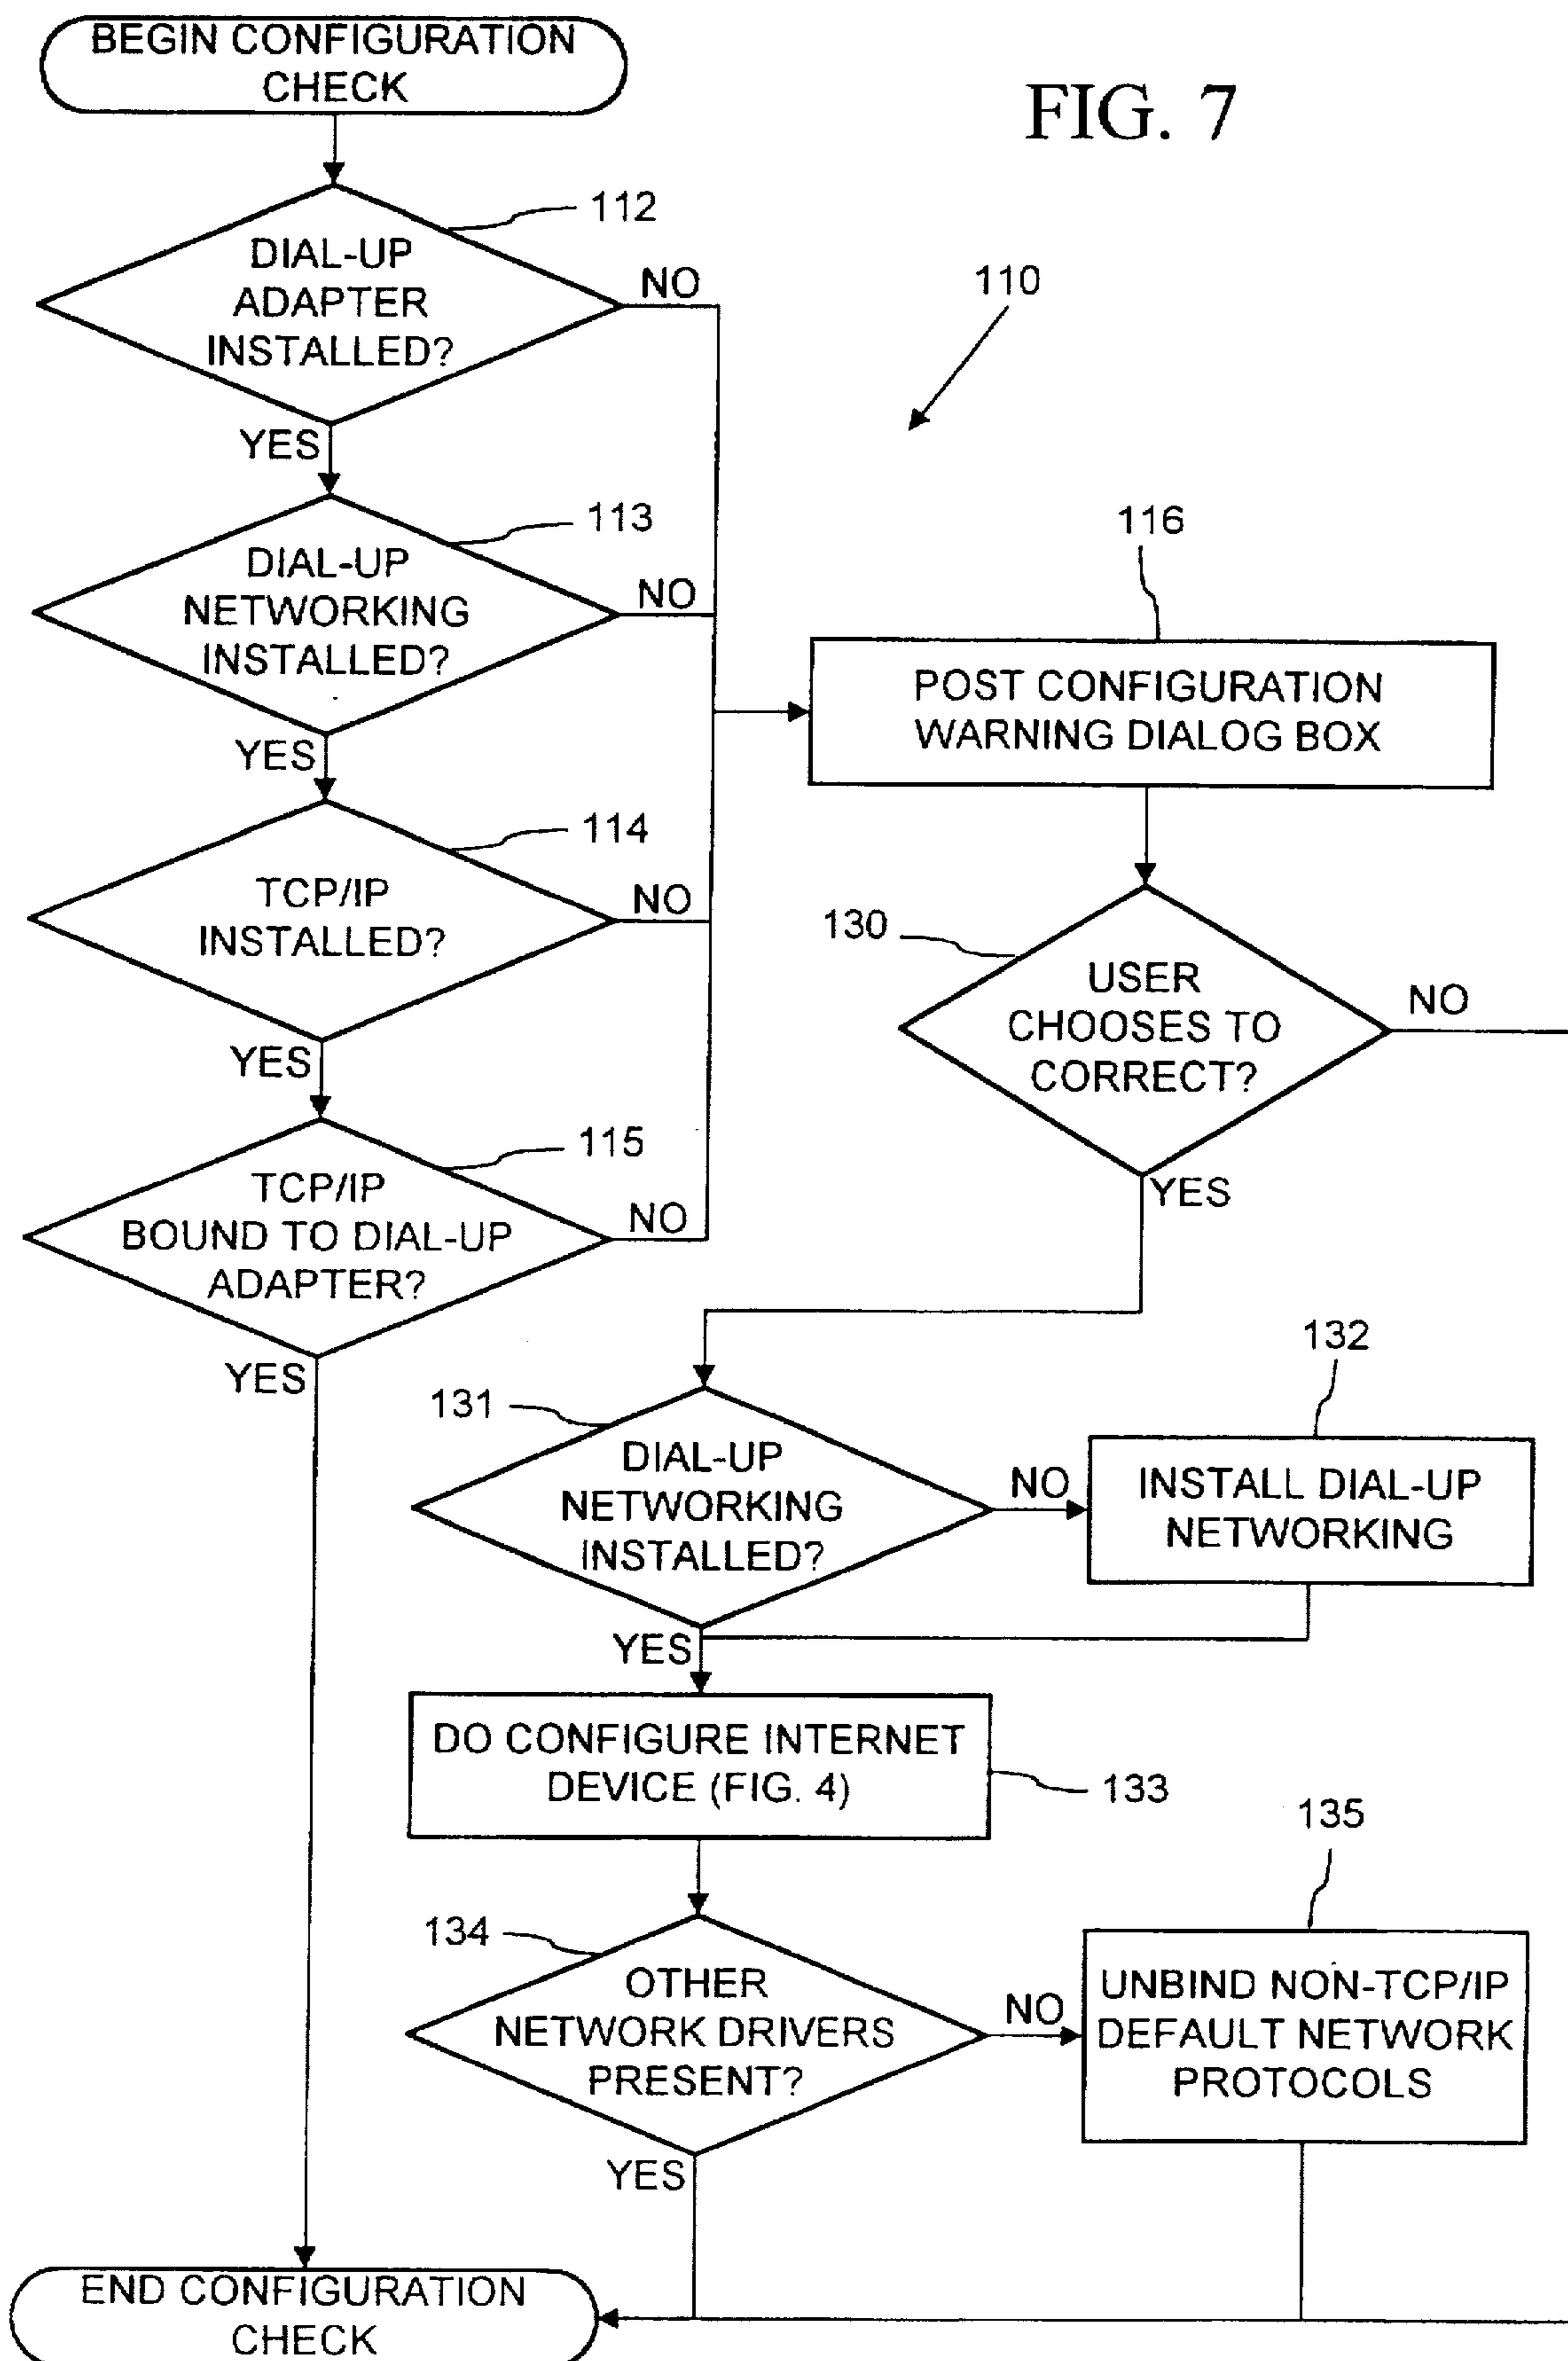 BEGIN CONFIGURATION
CHECK
FIG. 7
112
DIAL-UP
ADAPTER
INSTALLED?
NO
110
YES
113
DIAL-UP
NETWORKING
INSTALLED?
NO
116
POST CONFIGURATION
WARNING DIALOG BOX
YES
114
TCP/IP
INSTALLED?
NO
130
USER
CHOOSES TO
CORRECT?
NO
YES
YES
115
TCP/IP
BOUND TO DIAL-UP
ADAPTER?
NO
YES
131
DIAL-UP
NETWORKING
INSTALLED?
NO
132
INSTALL DIAL-UP
NETWORKING
YES
DO CONFIGURE INTERNET
DEVICE (FIG. 4)
133
134
OTHER
NETWORK DRIVERS
PRESENT?
NO
135
UNBIND NON-TCP/IP
DEFAULT NETWORK
PROTOCOLS
YES
END CONFIGURATION
CHECK